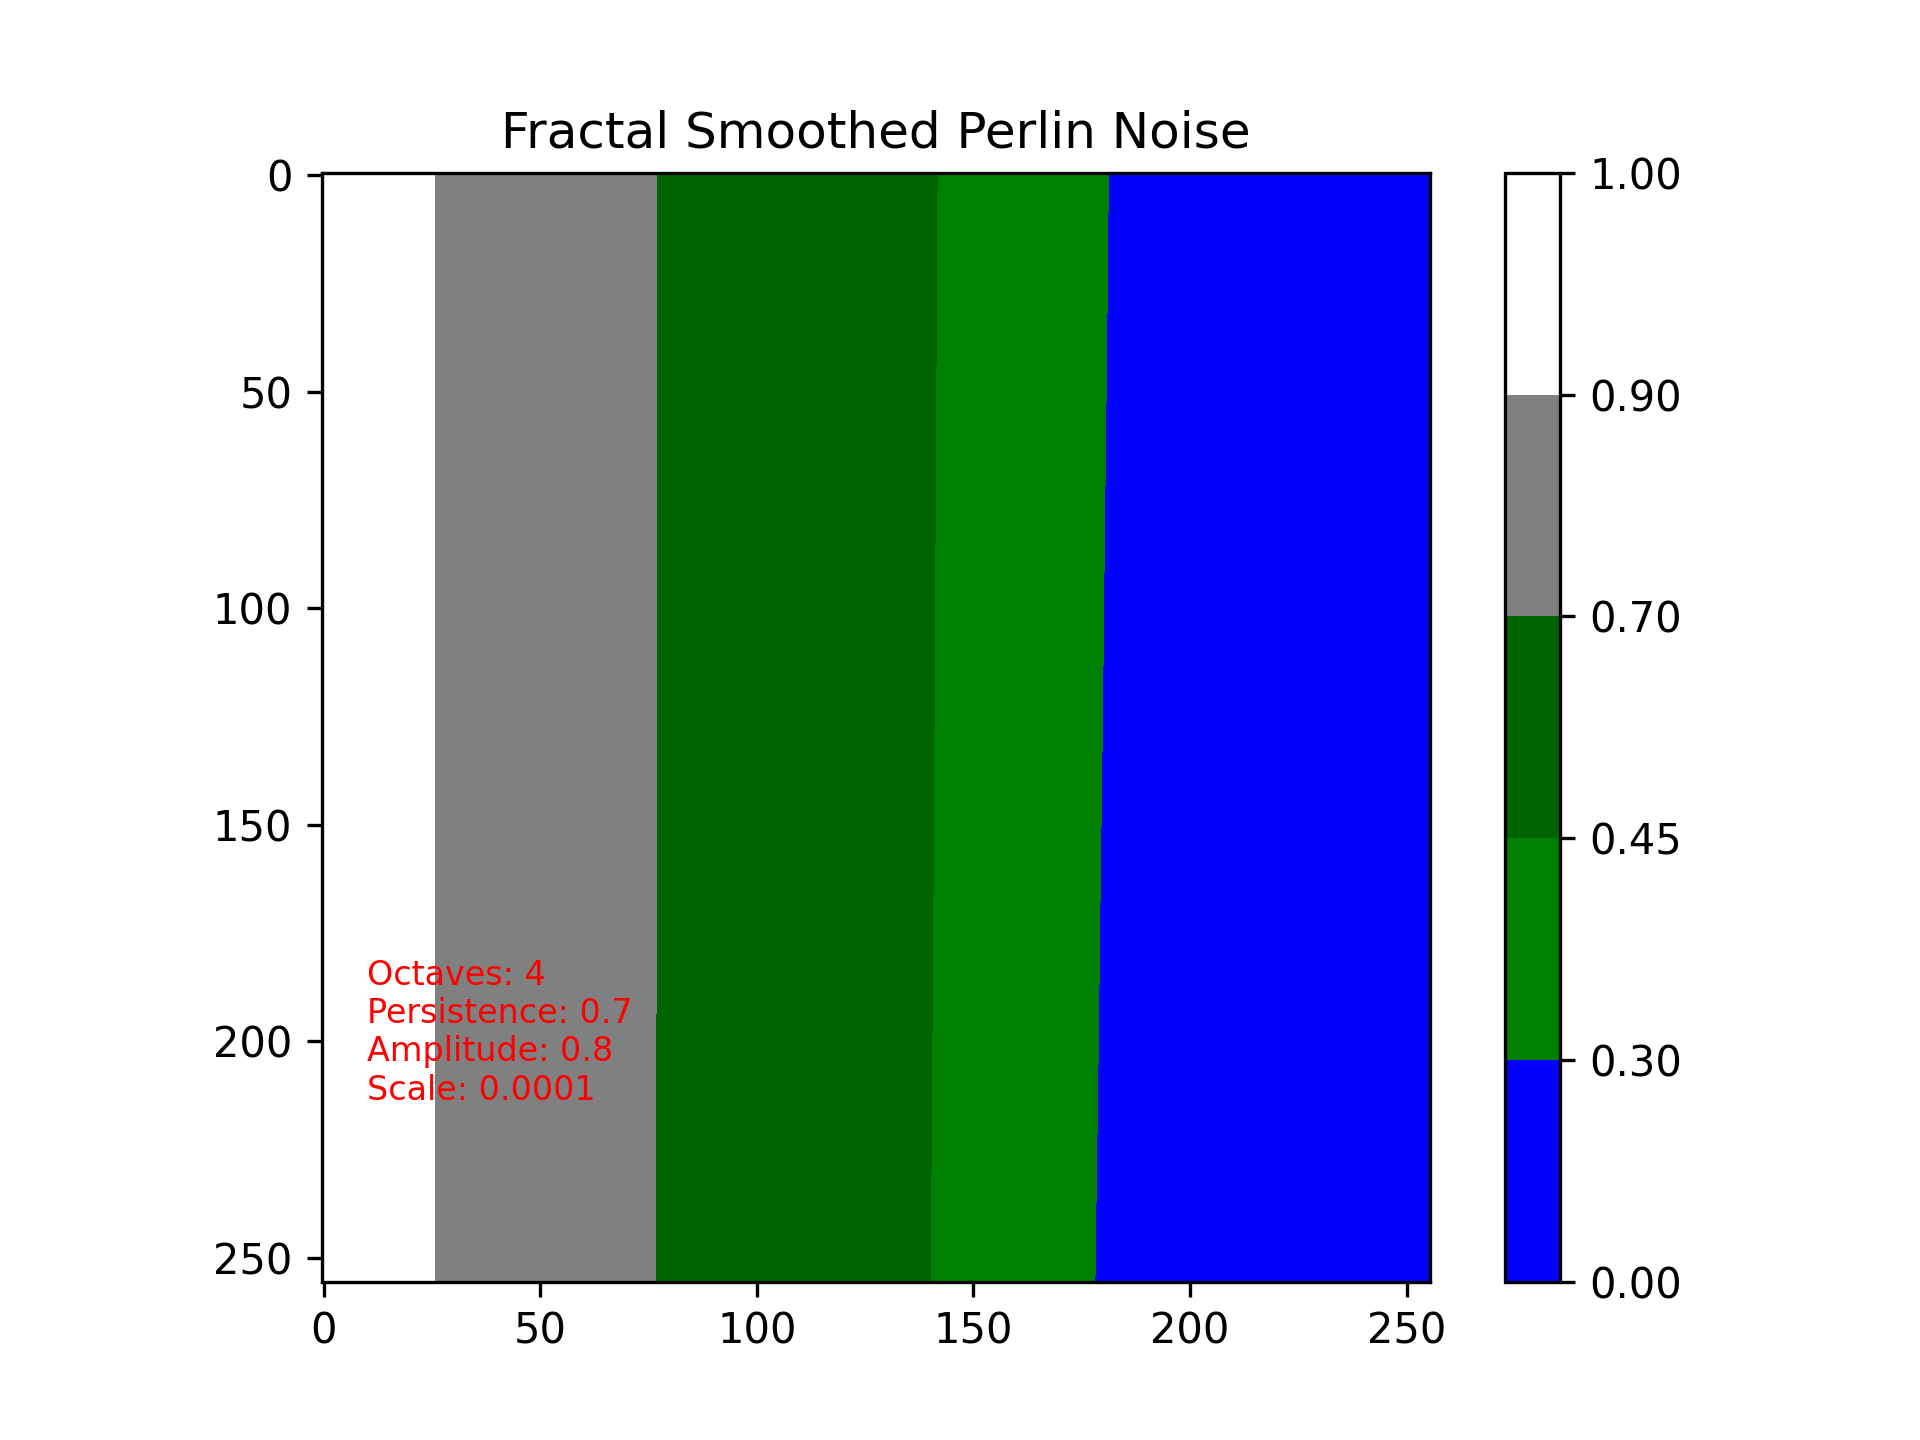 Fractal Smoothed Perlin Noise
0
50
100
150
200
250
Octaves: 4
Persistence: 0.7
Amplitude: 0.8
Scale: 0.0001
0 50 100 150 200 250
1.00
0.90
0.70
0.45
0.30
0.00